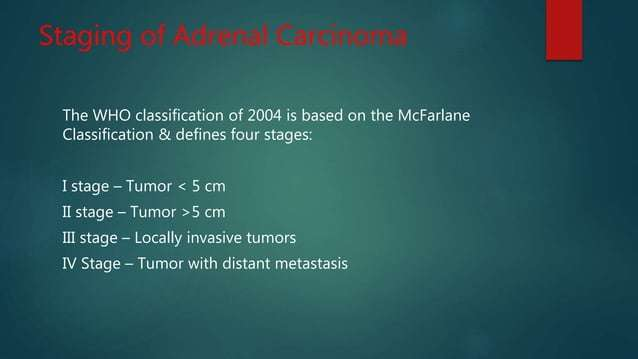 Staging of Adrenal Carcinoma
The WHO classification of 2004 is based on the McFarlane
Classification & defines four stages:
I stage – Tumor < 5 cm
II stage – Tumor >5 cm
III stage – Locally invasive tumors
IV Stage – Tumor with distant metastasis